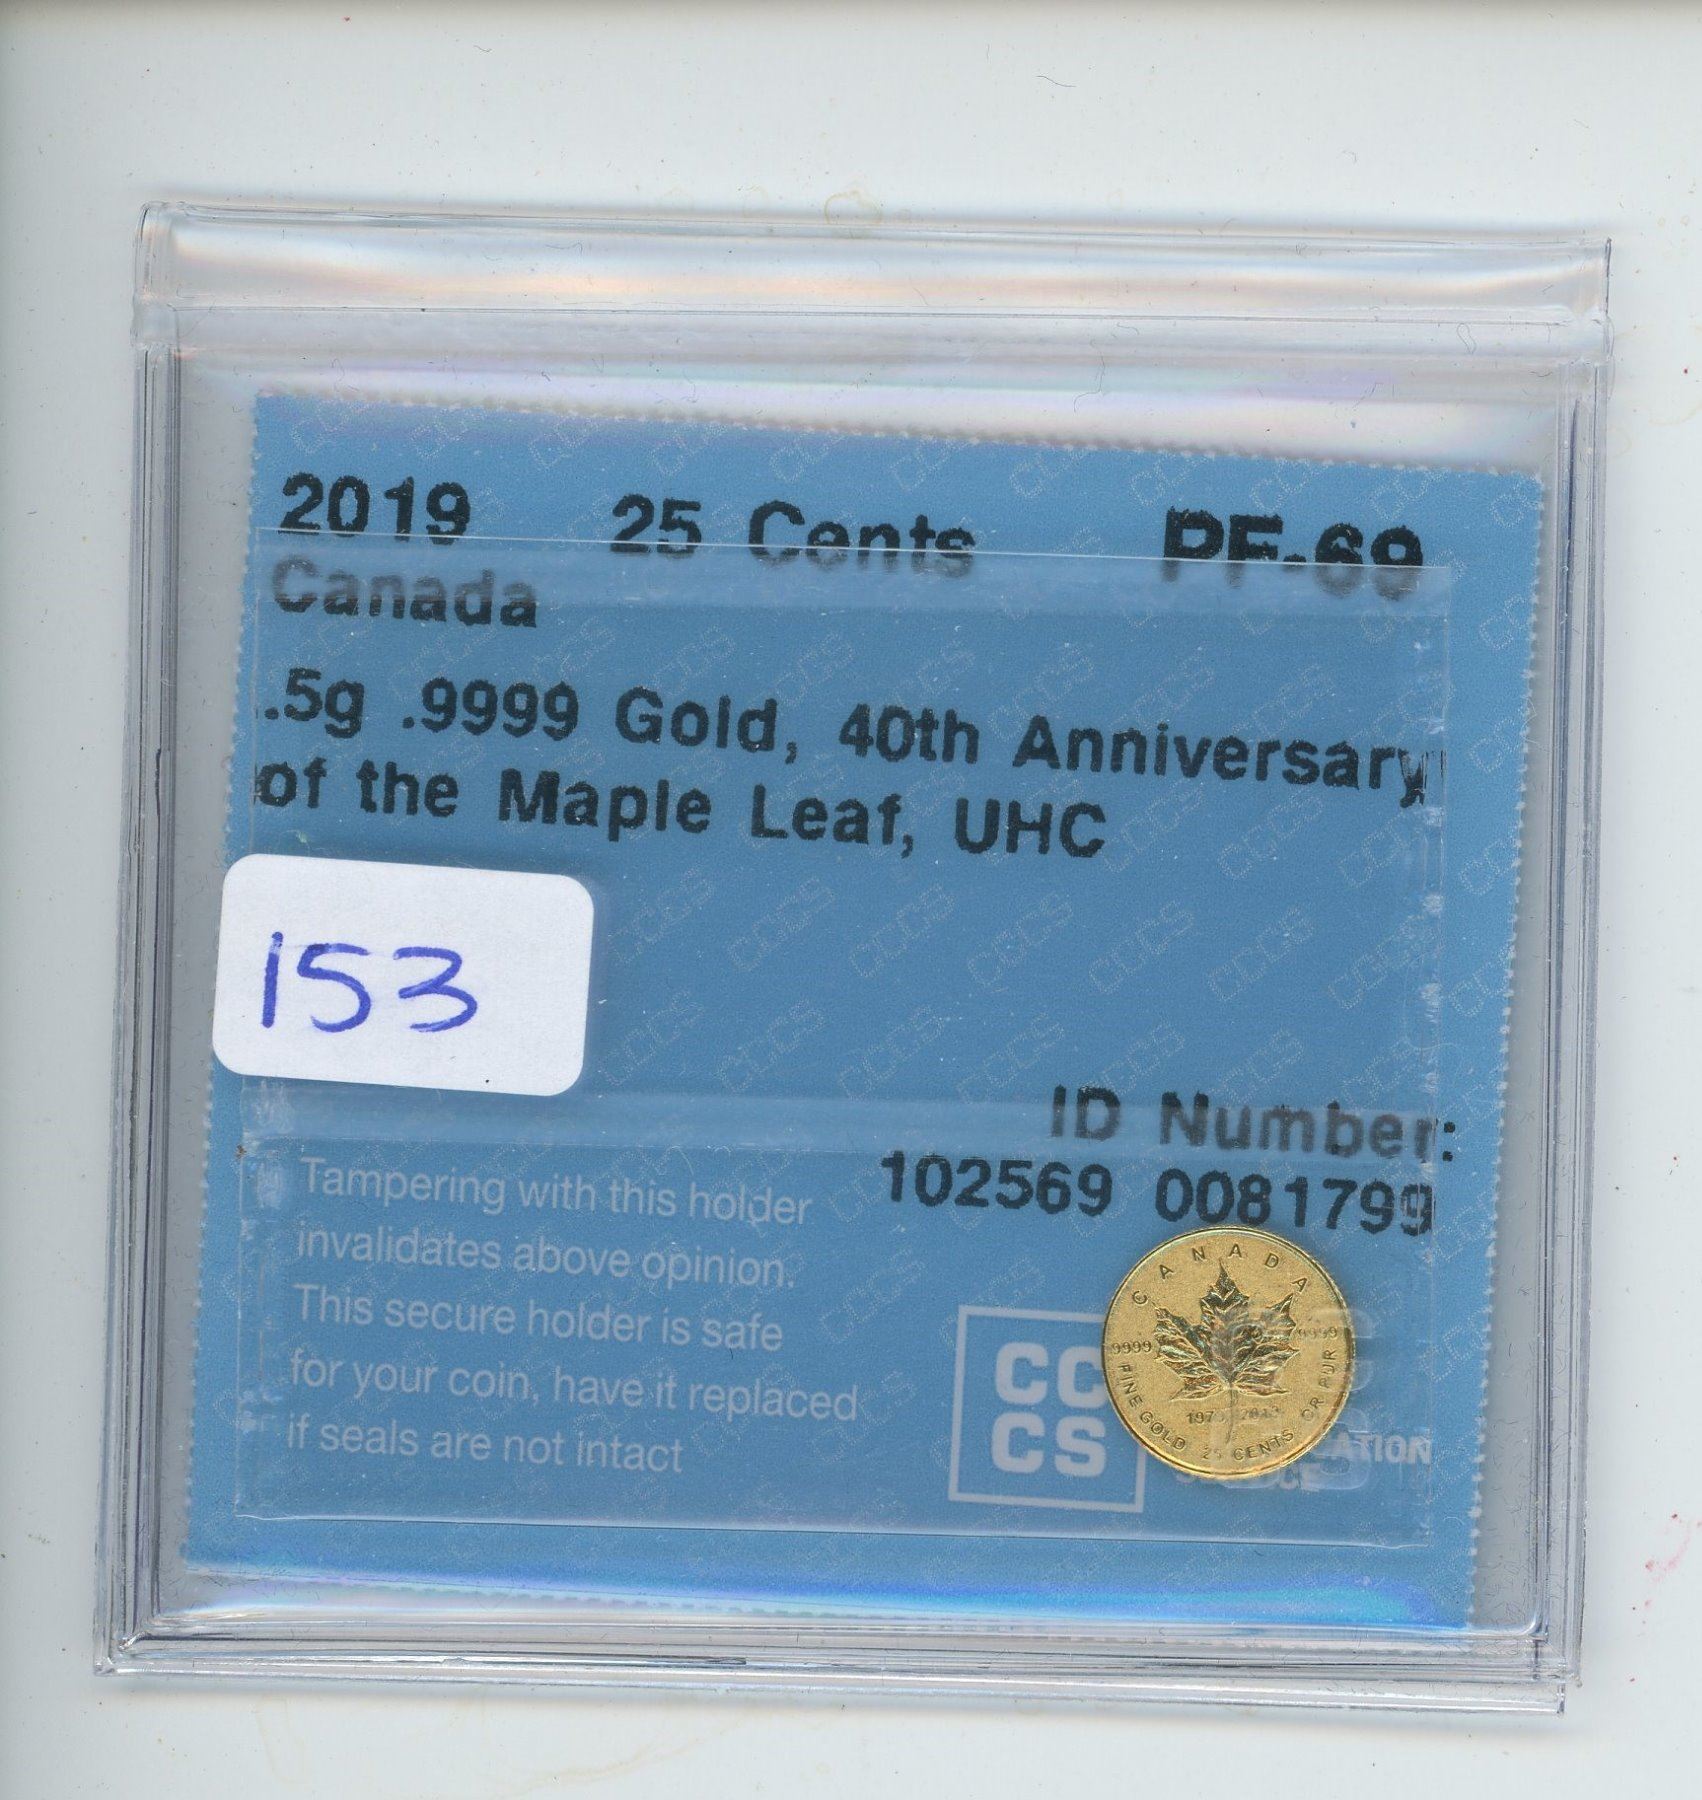 2019 25 Cents PF-69
Canada
.5g .9999 Gold, 40th Anniversary
of the Maple Leaf, UHC
153
ID Number:
102569 0081799
Tampering with this holder
invalidates above opinion.
This secure holder is safe
for your coin, have it replaced
if seals are not intact
CC
CS
CANADA
9999 9999
FINE GOLD 25 CENTS OR PUR